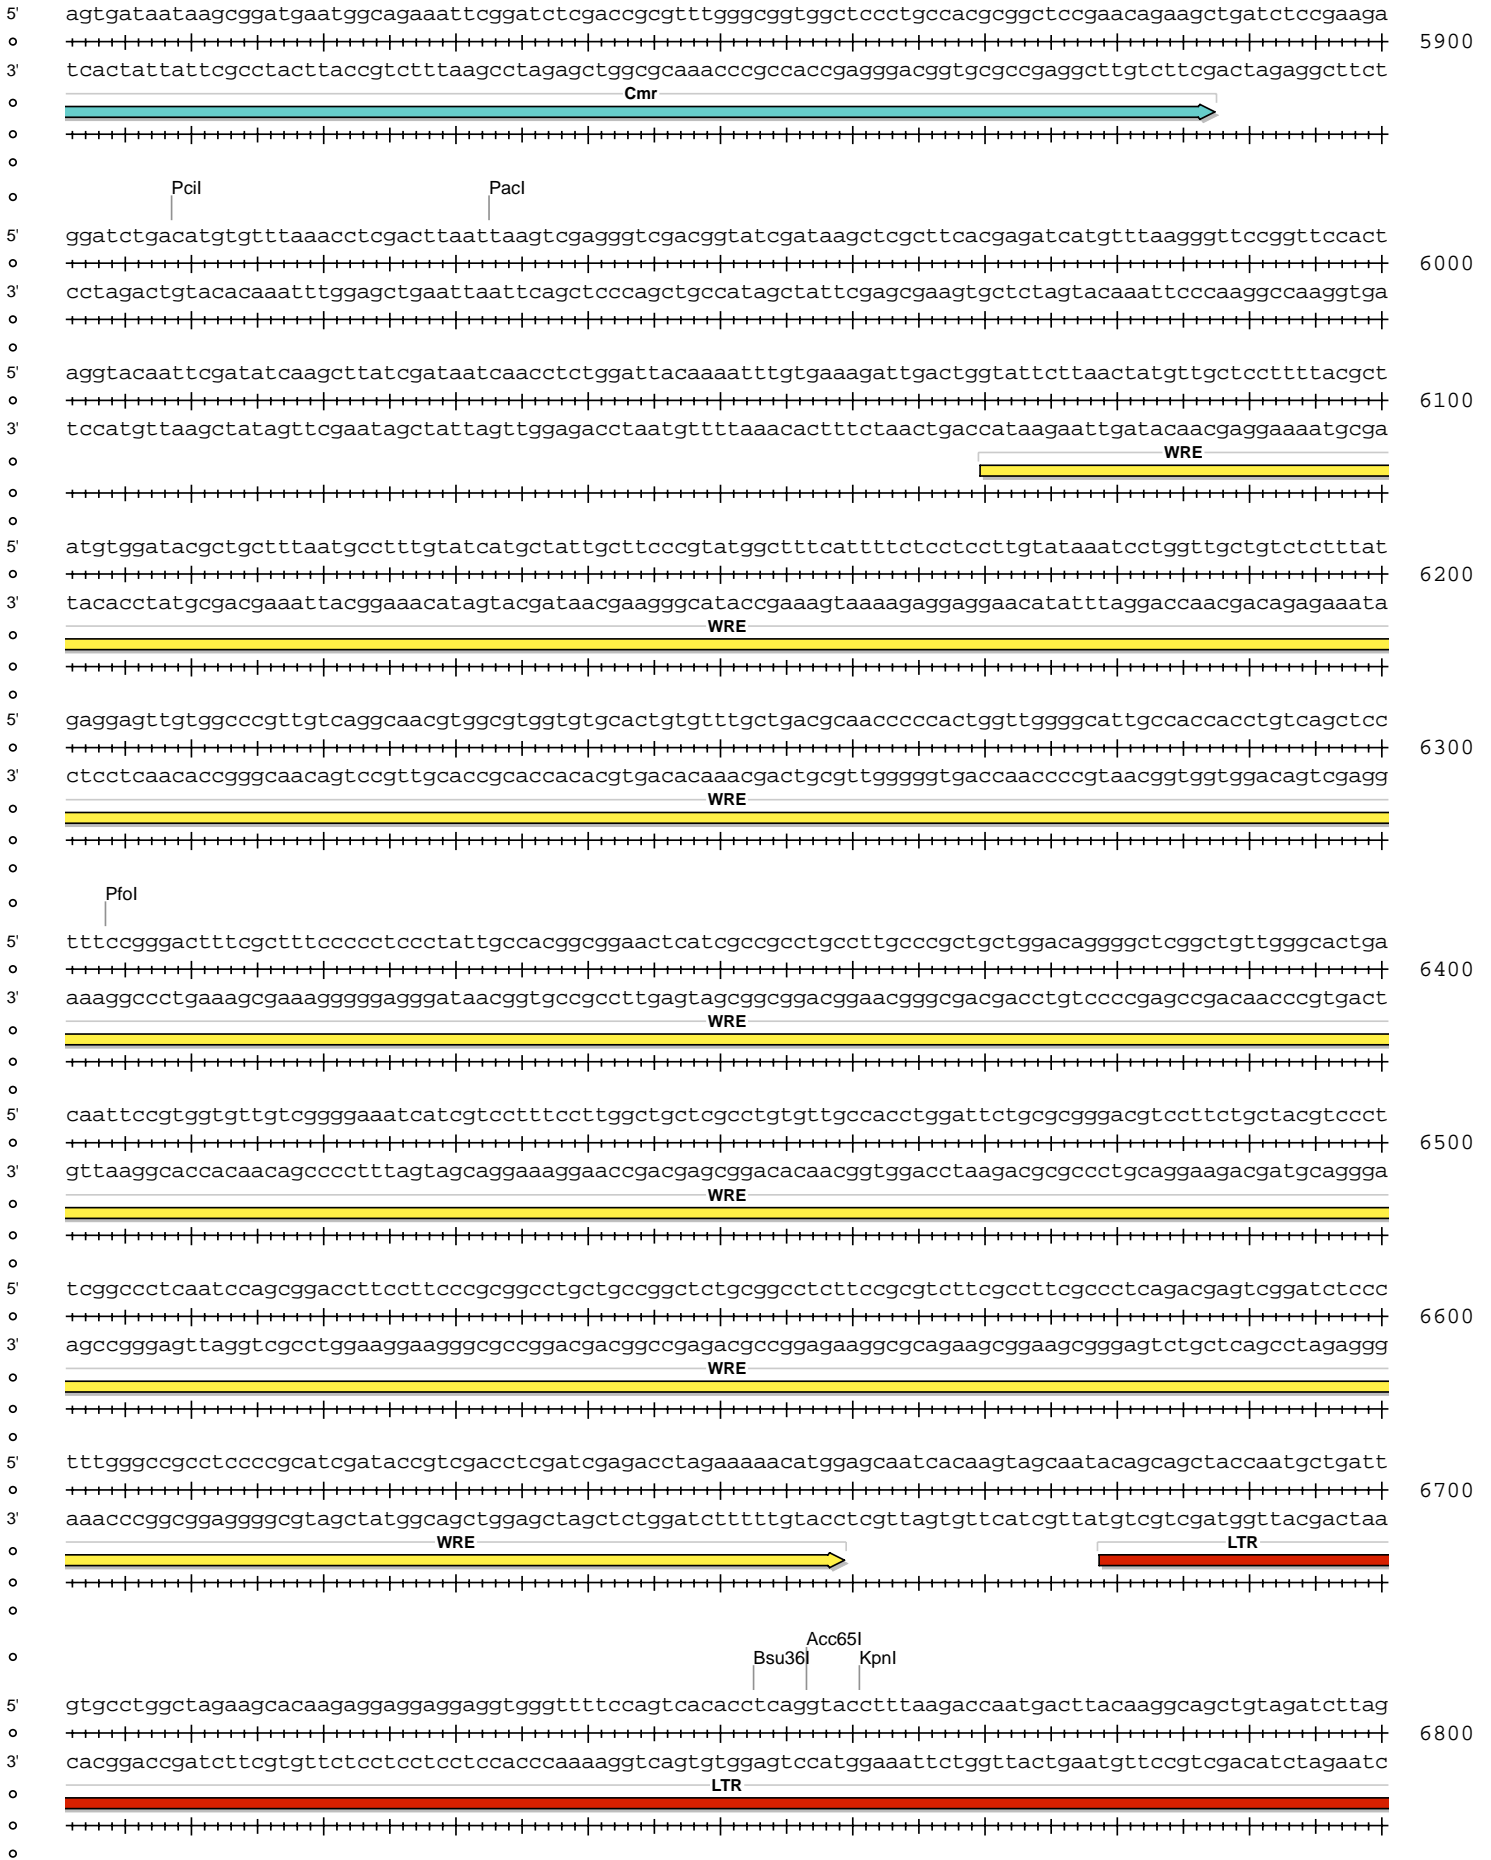 5' agtgataataagcggatgaatggcagaaattcggatctcgaccgcgtttgggcggtggctccctgccacgcggctccgaacagaagctgatctccgaaga
5900
3' tcactattattcgcctacttaccgtctttaagcctagagctggcgcaaacccgccaccgagggacggtgcgccgaggcttgtcttcgactagaggcttct
Cmr
PciI PacI
5' ggatctgacatgtgtttaaacctcgacttaattaagtcgagggtcgacggtatcgataagctcgcttcacgagatcatgtttaagggttccggttccact
6000
3' cctagactgtacacaaatttggagctgaattaattcagctcccagctgccatagctattcgagcgaagtgctctagtacaaattcccaaggccaaggtga
5' aggtacaattcgatatcaagcttatcgataatcaacctctggattacaaaatttgtgaaagattgactggtattcttaactatgttgctccttttacgct
6100
3' tccatgttaagctatagttcgaatagctattagttggagacctaatgttttaaacactttctaactgaccataagaattgatacaacgaggaaaatgcga
WRE
5' atgtggatacgctgctttaatgcctttgtatcatgctattgcttcccgtatggctttcattttctcctccttgtataaatcctggttgctgtctctttat
6200
3' tacacctatgcgacgaaattacggaaacatagtacgataacgaagggcataccgaaagtaaaagaggaggaacatatttaggaccaacgacagagaaata
WRE
5' gaggagttgtggcccgttgtcaggcaacgtggcgtggtgtgcactgtgtttgctgacgcaacccccactggttggggcattgccaccacctgtcagctcc
6300
3' ctcctcaacaccgggcaacagtccgttgcaccgcaccacacgtgacacaaacgactgcgttgggggtgaccaaccccgtaacggtggtggacagtcgagg
WRE
PfoI
5' tttccgggactttcgctttccccctccctattgccacggcggaactcatcgccgcctgccttgcccgctgctggacaggggctcggctgttgggcactga
6400
3' aaaggccctgaaagcgaaagggggagggataacggtgccgccttgagtagcggcggacggaacgggcgacgacctgtccccgagccgacaacccgtgact
WRE
5' caattccgtggtgttgtcggggaaatcatcgtcctttccttggctgctcgcctgtgttgccacctggattctgcgcgggacgtccttctgctacgtccct
6500
3' gttaaggcaccacaacagcccctttagtagcaggaaaggaaccgacgagcggacacaacggtggacctaagacgcgccctgcaggaagacgatgcaggga
WRE
5' tcggccctcaatccagcggaccttccttcccgcggcctgctgccggctctgcggcctcttccgcgtcttcgccttcgccctcagacgagtcggatctccc
6600
3' agccgggagttaggtcgcctggaaggaagggcgccggacgacggccgagacgccggagaaggcgcagaagcggaagcgggagtctgctcagcctagaggg
WRE
5' tttgggccgcctccccgcatcgataccgtcgacctcgatcgagacctagaaaaacatggagcaatcacaagtagcaatacagcagctaccaatgctgatt
6700
3' aaacccggcggaggggcgtagctatggcagctggagctagctctggatctttttgtacctcgttagtgttcatcgttatgtcgtcgatggttacgactaa
WRE LTR
Acc65I
Bsu36I KpnI
5' gtgcctggctagaagcacaagaggaggaggaggtgggttttccagtcacacctcaggtacctttaagaccaatgacttacaaggcagctgtagatcttag
6800
3' cacggaccgatcttcgtgttctcctcctcctccacccaaaaggtcagtgtggagtccatggaaattctggttactgaatgttccgtcgacatctagaatc
LTR